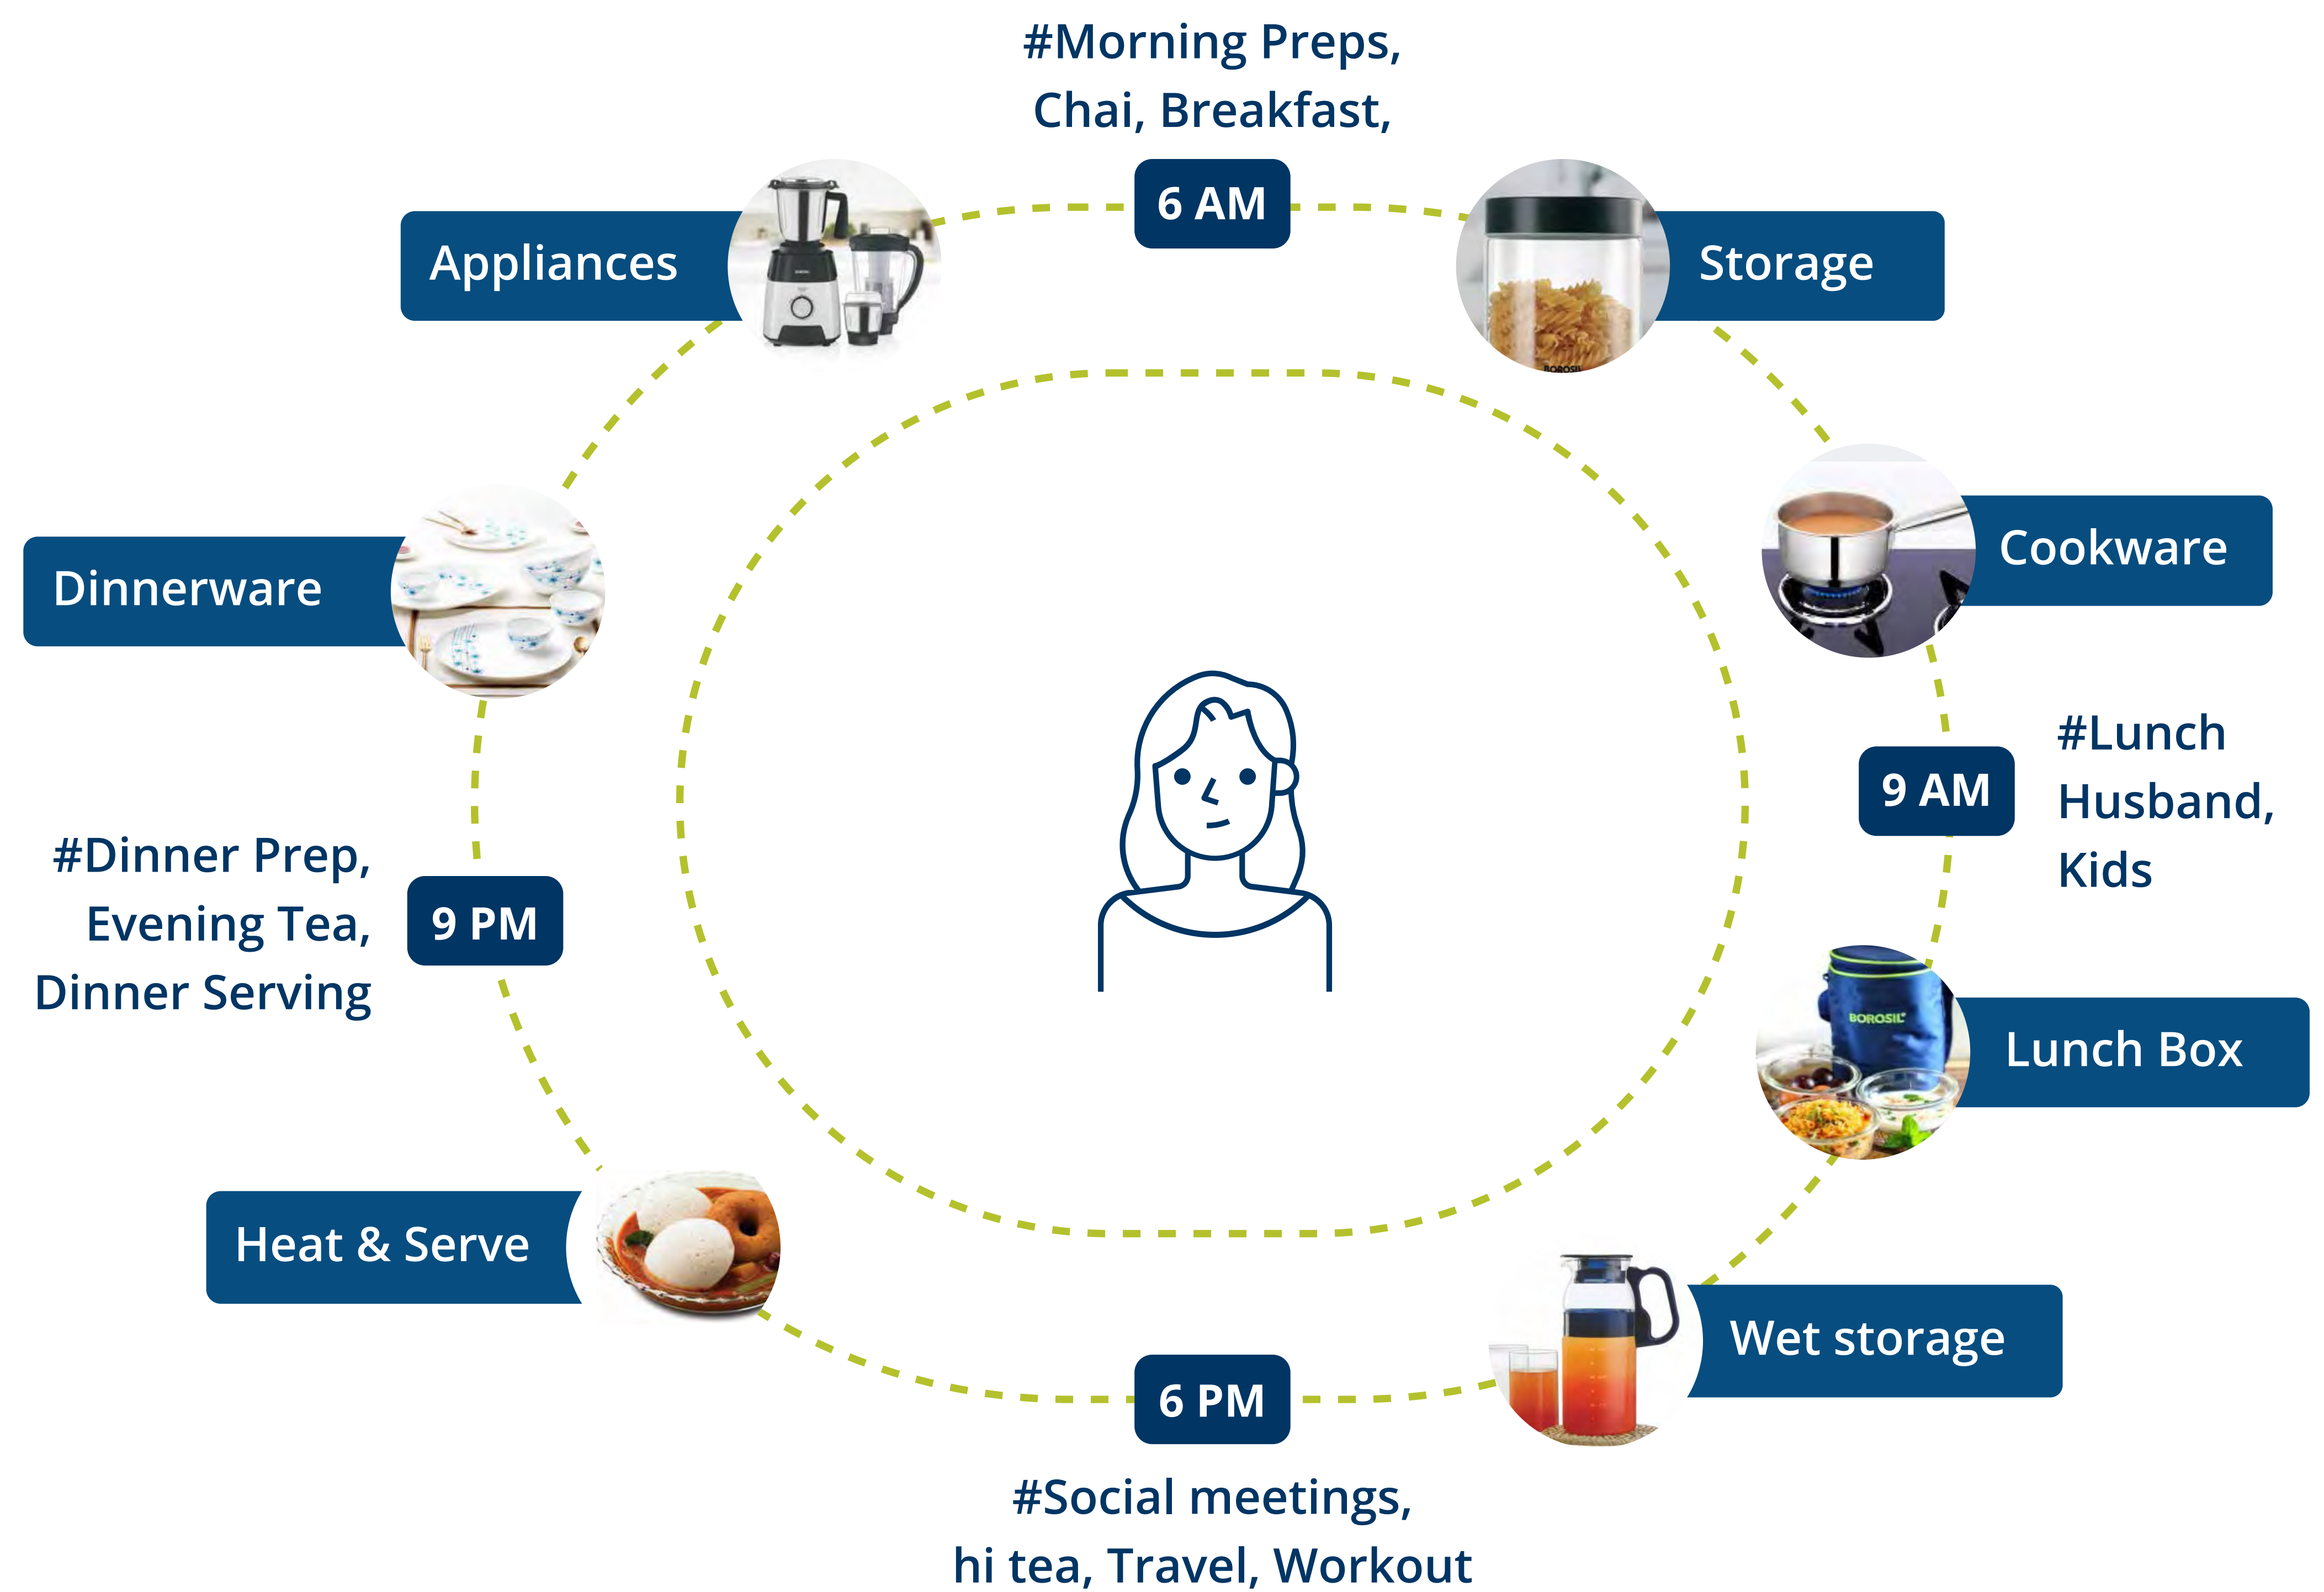 #Morning Preps,
Chai, Breakfast,
6 AM
Appliances
Storage
BOROSIL
Cookware
Dinnerware
#Lunch
Husband,
Kids
9 AM
#Dinner Prep,
Evening Tea,
Dinner Serving
9 PM
BOROSIL
Lunch Box
Heat & Serve
Wet storage
6 PM
#Social meetings,
hi tea, Travel, Workout